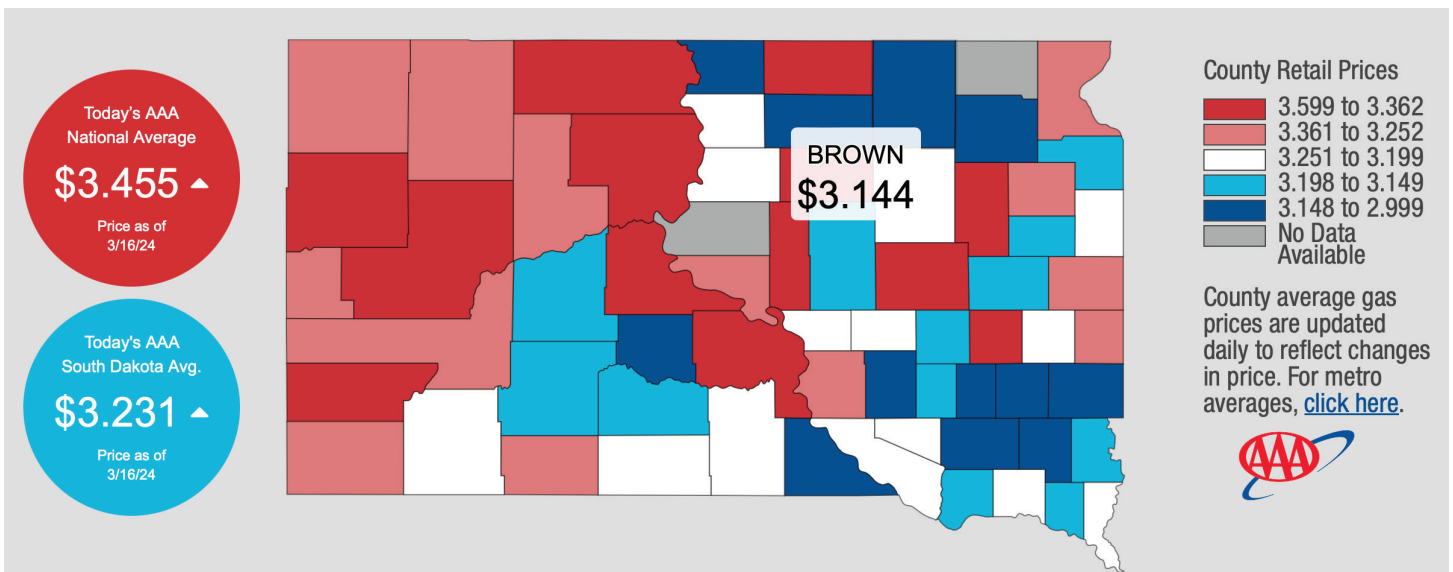 Today's AAA
National Average
$3.455
Price as of
3/16/24
Today's AAA
South Dakota Avg.
$3.231
Price as of
3/16/24
BROWN
$3.144
County Retail Prices
3.599 to 3.362
3.361 to 3.252
3.251 to 3.199
3.198 to 3.149
3.148 to 2.999
No Data
Available
County average gas
prices are updated
daily to reflect changes
in price. For metro
averages, click here.
AAA